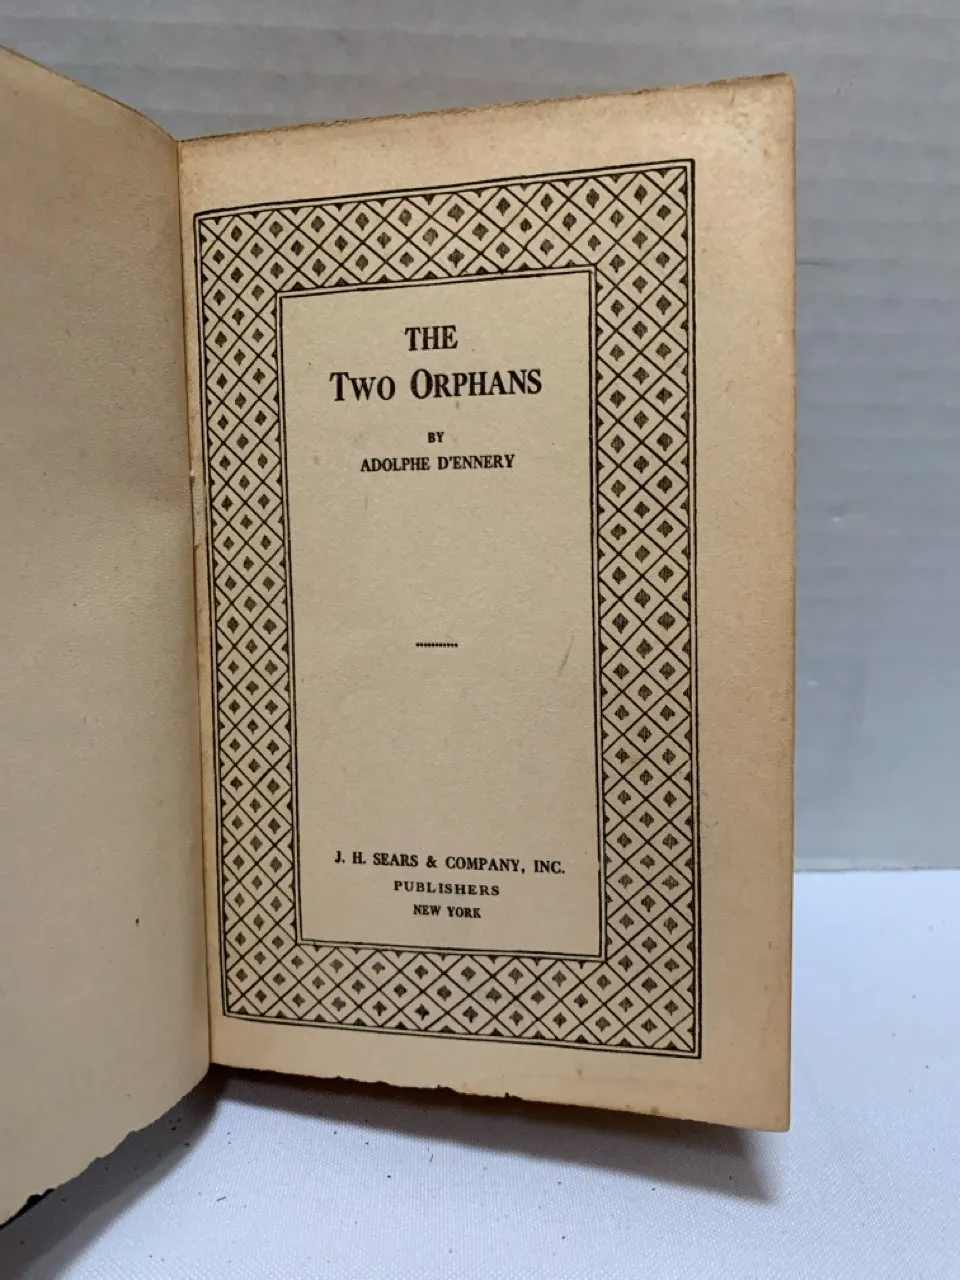 THE
TWO ORPHANS
BY
ADOLPHE D'ENNERY
J. H. SEARS & COMPANY, INC.
PUBLISHERS
NEW YORK